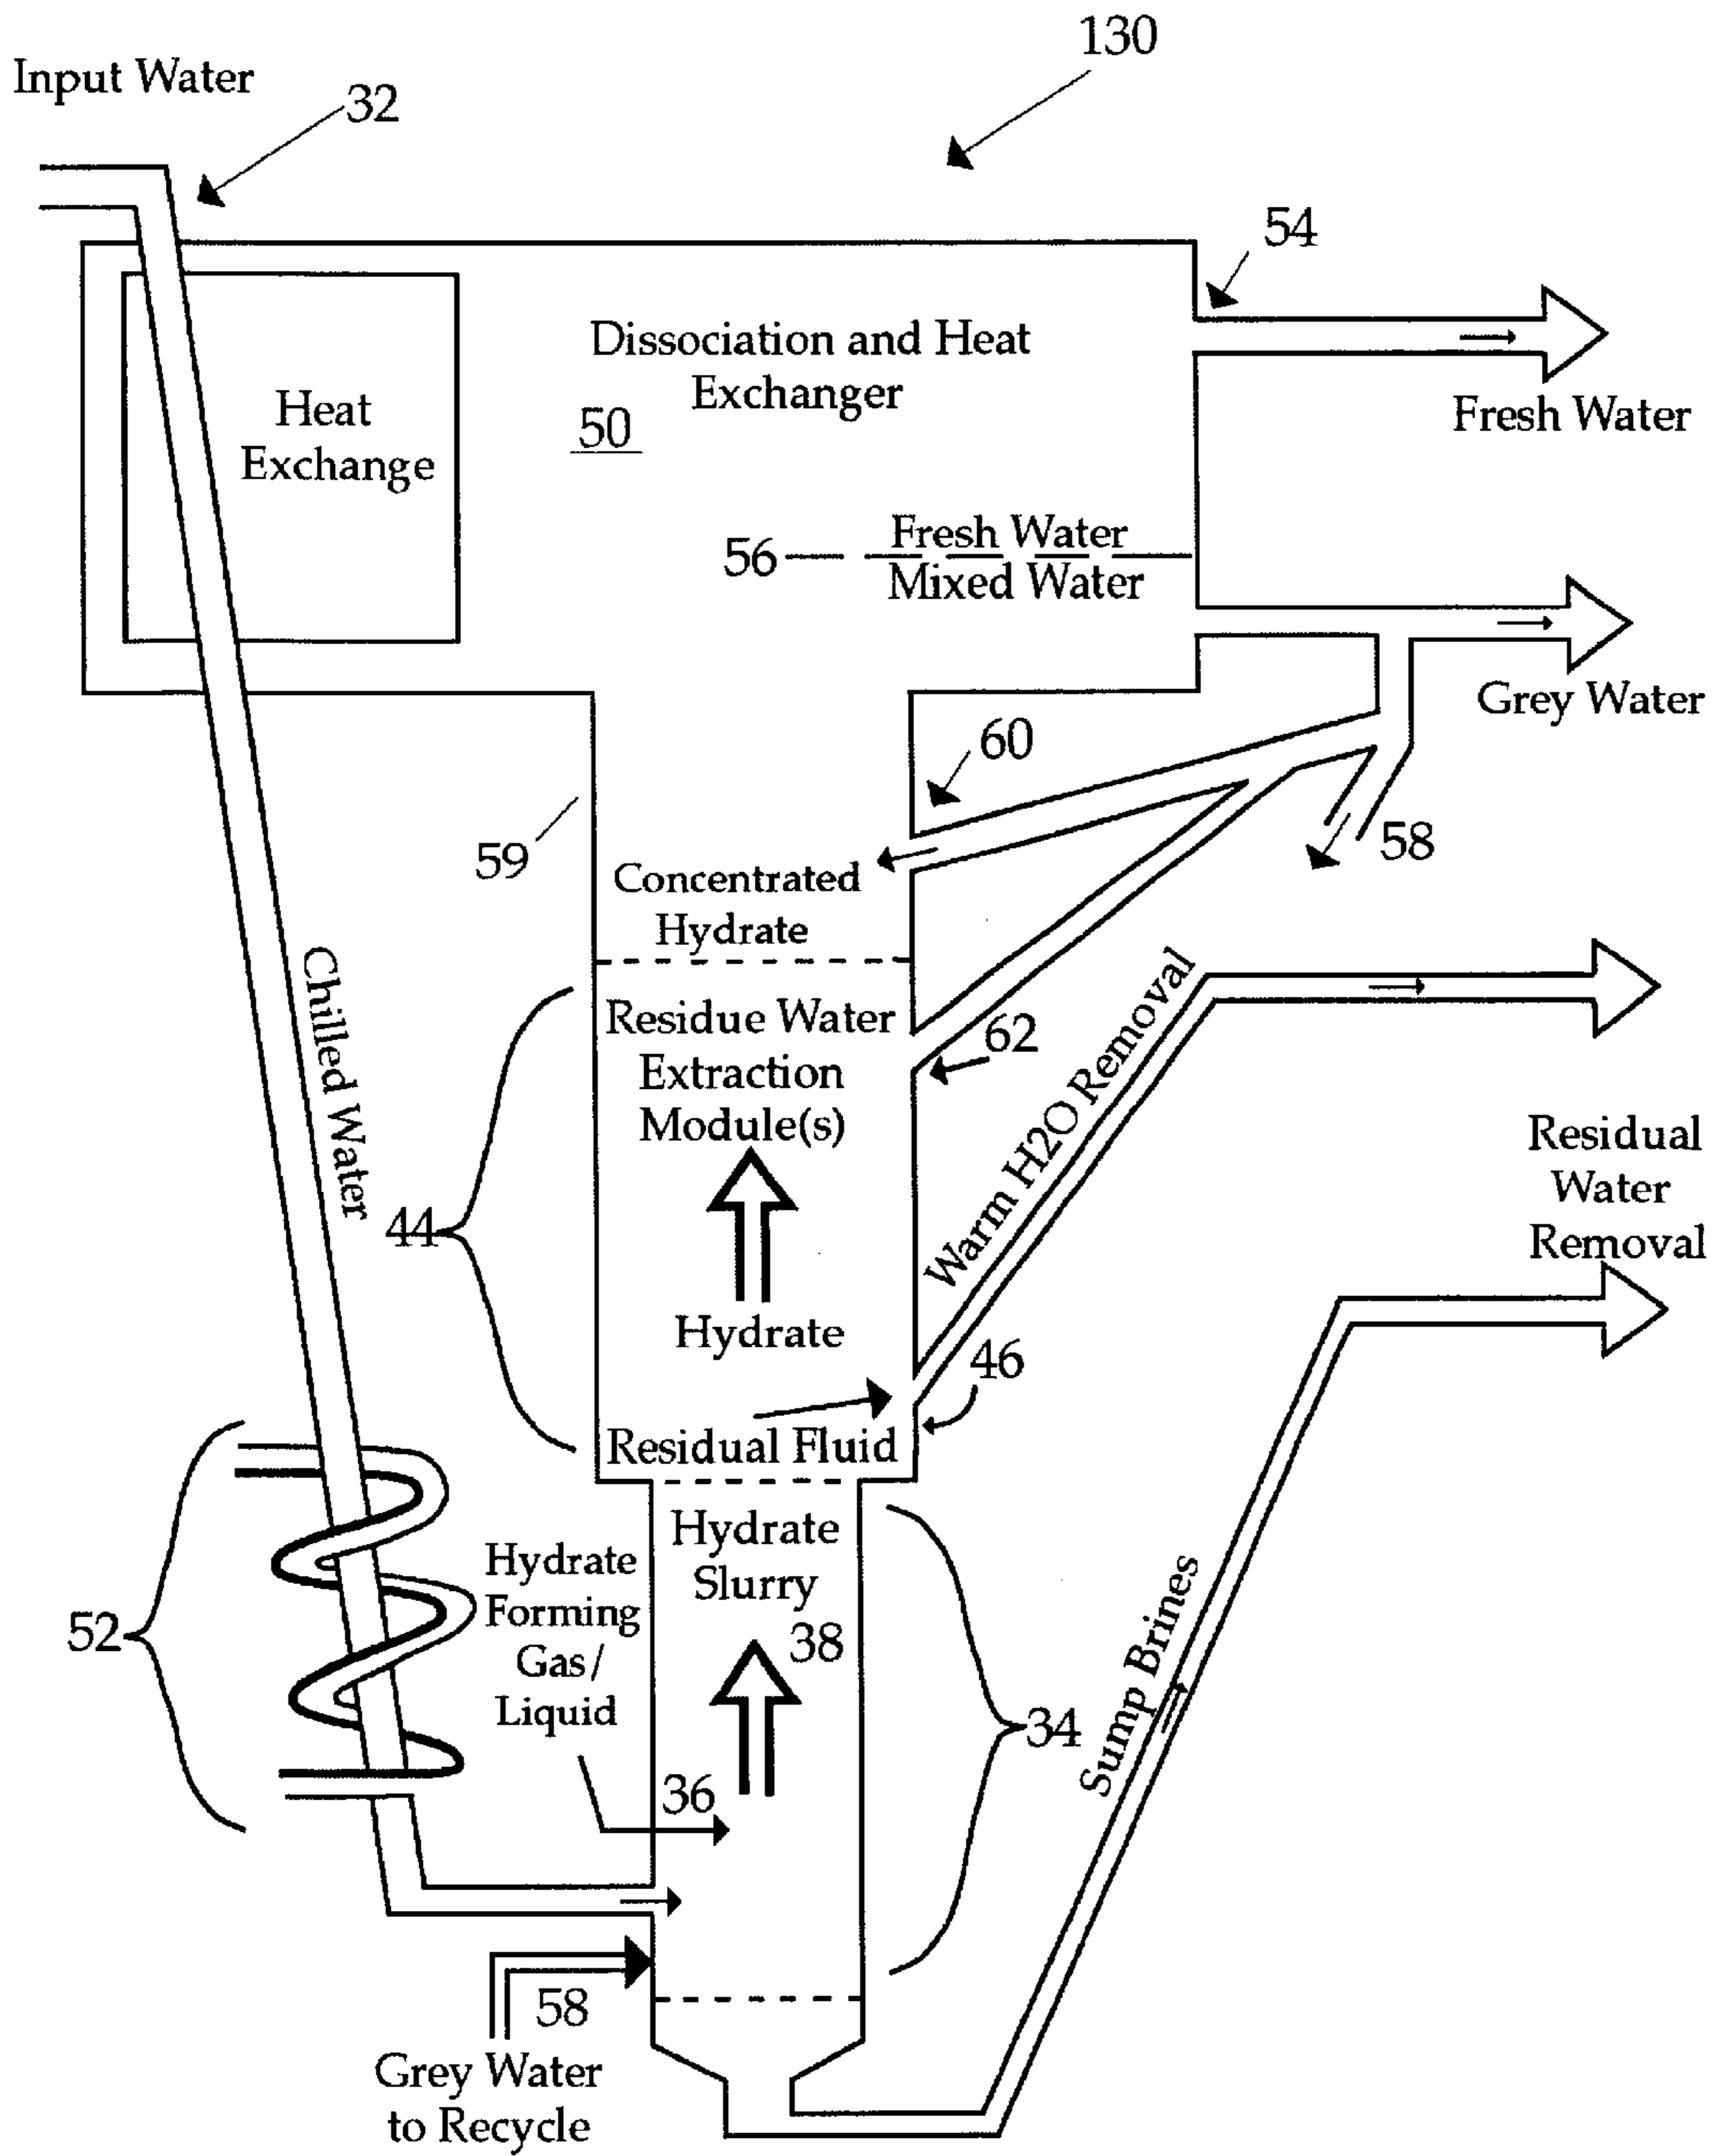 130
Input Water
32
54
Dissociation and Heat
Exchanger
50
Heat
Exchange
Fresh Water
56
Fresh Water
Mixed Water
Grey Water
60
59
58
Concentrated
Hydrate
Chilled Water
Residue Water
Extraction
Module(s)
62
Warm H2O Removal
Residual
Water
Removal
44
Hydrate
46
Residual Fluid
Hydrate
Slurry
38
Hydrate
Forming
Gas/
Liquid
52
34
Sump Brines
36
58
Grey Water
to Recycle